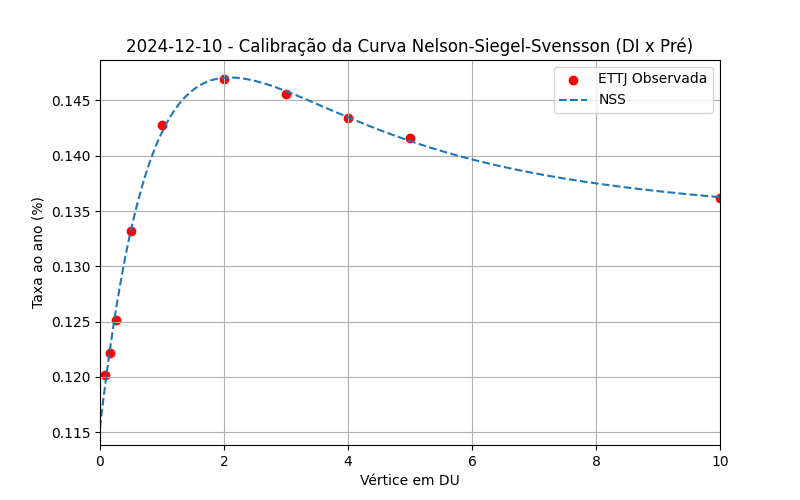 2024-12-10 - Calibração da Curva Nelson-Siegel-Svensson (DI x Pré)
ETTJ Observada
NSS
Taxa ao ano (%)
0.145
0.140
0.135
0.130
0.125
0.120
0.115
0 2 4 6 8 10
Vértice em DU